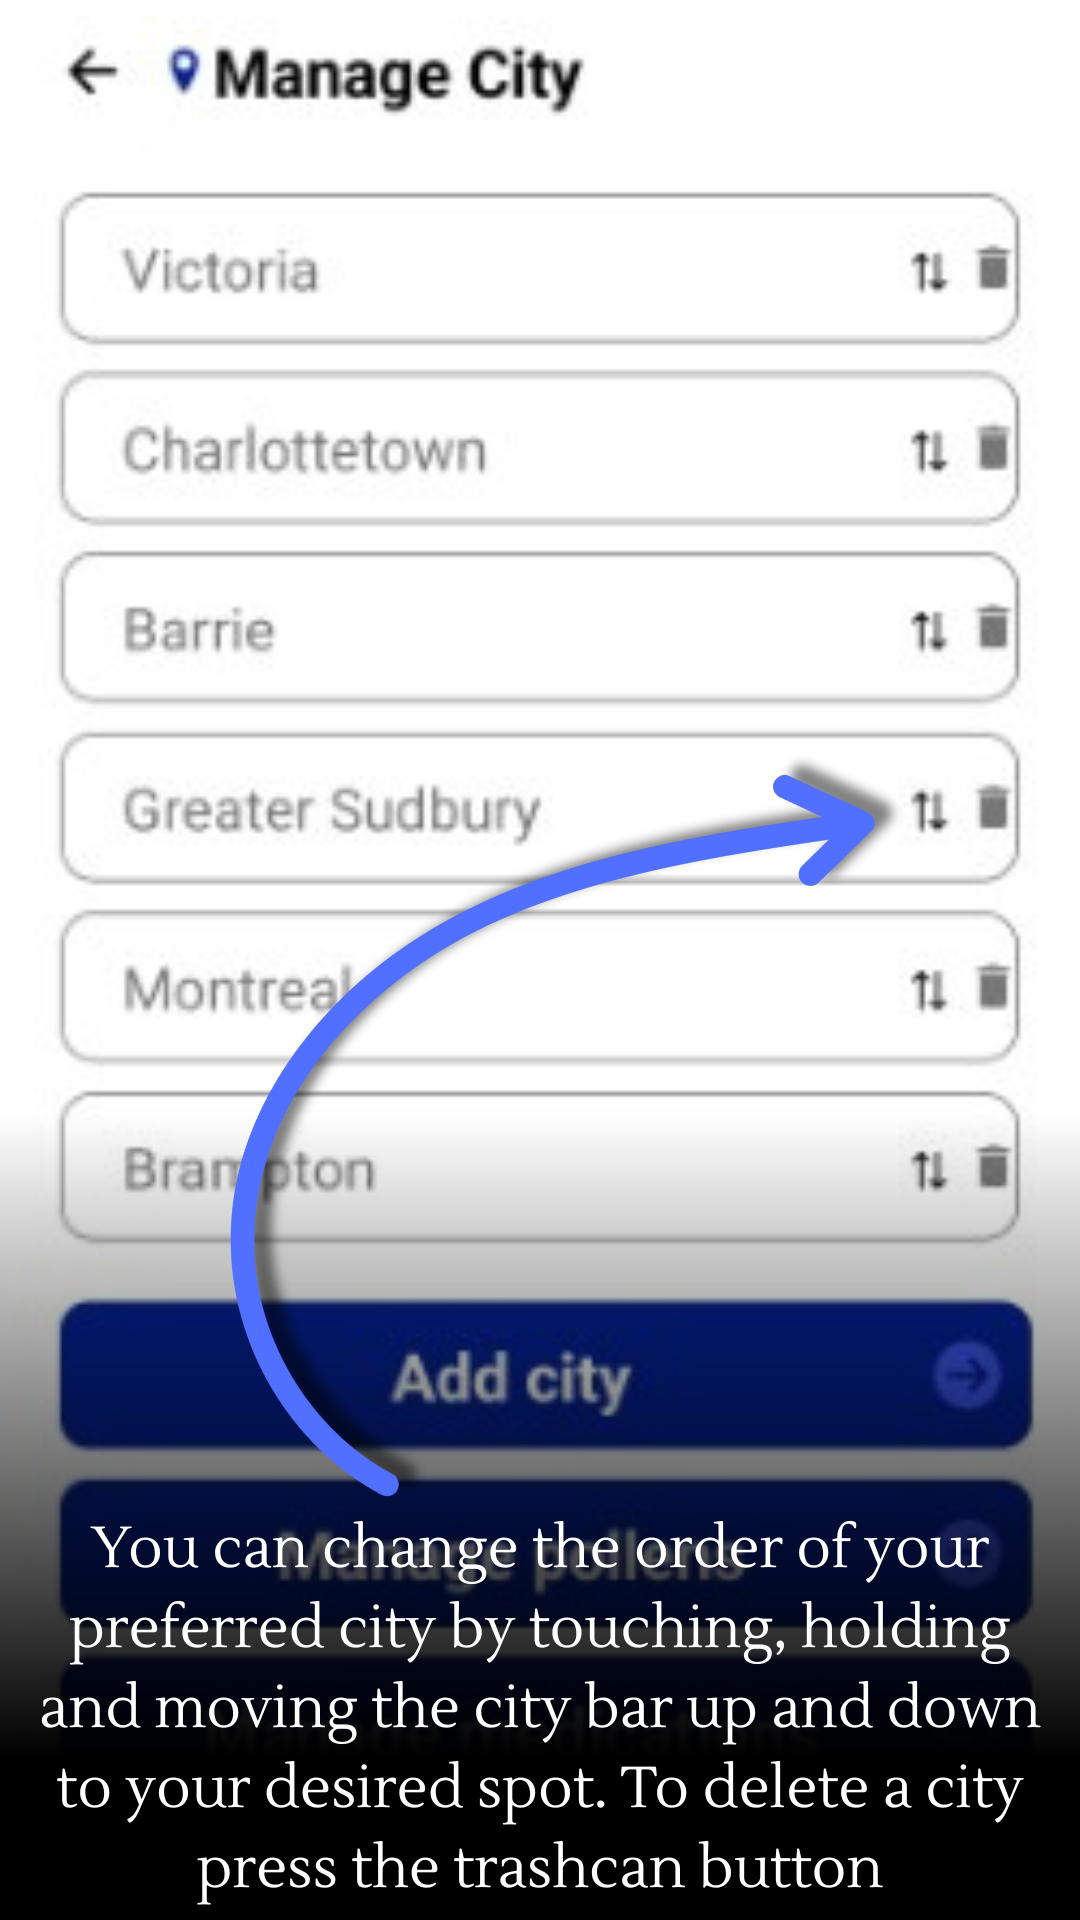 Manage City
Victoria
Charlottetown
Barrie
Greater Sudbury
Montreal
Brampton
Add city
Manage pollens
You can change the order of your
preferred city by touching, holding
and moving the city bar up and down
to your desired spot. To delete a city
press the trashcan button